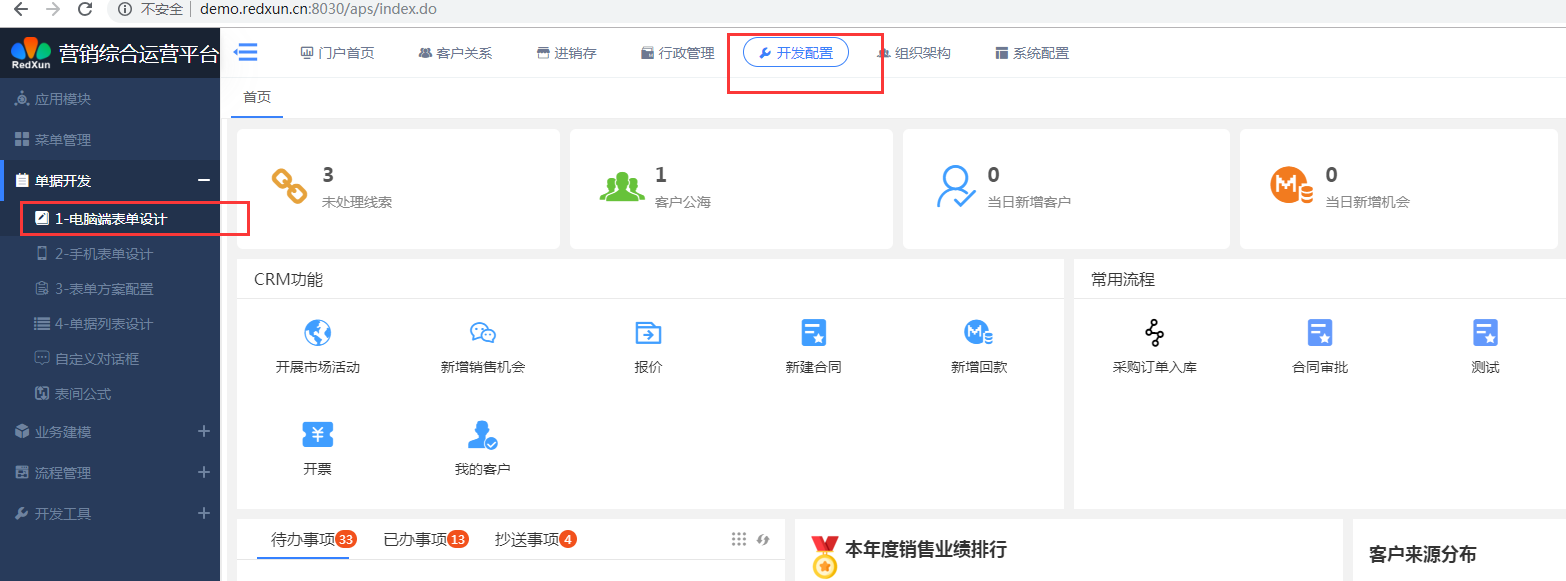 不安全 demo.redxun.cn:8030/aps/index.do
RedXun 营销综合运营平台 门户首页 客户关系 进销存 行政管理 开发配置 组织架构 系统配置
首页
应用模块
菜单管理
单据开发
1-电脑端表单设计
2-手机表单设计
3-表单方案配置
4-单据列表设计
自定义对话框
表间公式
业务建模
流程管理
开发工具
3 1 0 0
未处理线索 客户公海 当日新增客户 当日新增机会
CRM功能 常用流程
开展市场活动 新增销售机会 报价 新建合同 新增回款 采购订单入库 合同审批 测试
开票 我的客户
待办事项33 已办事项13 抄送事项4
本年度销售业绩排行
客户来源分布